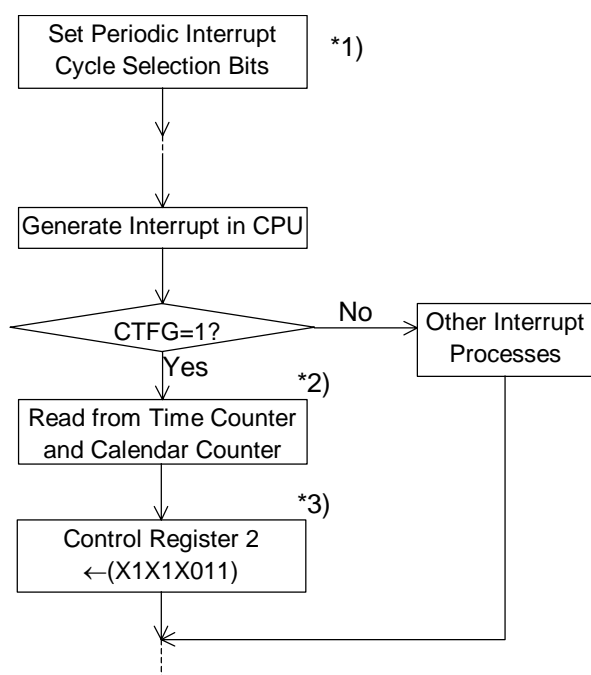 Set Periodic Interrupt
Cycle Selection Bits
*1)
Generate Interrupt in CPU
CTFG=1?
No
Other Interrupt
Processes
Yes
*2)
Read from Time Counter
and Calendar Counter
*3)
Control Register 2
←(X1X1X011)